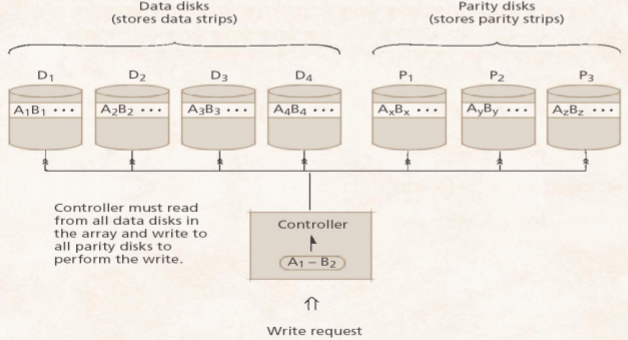 Data disks
(stores data strips)
Parity disks
(stores parity strips)
D1 D2 D3 D4 P1 P2 P3
A1B1 ••• A2B2 ••• A3B3 ••• A4B4 ••• AxBx ••• AyBy ••• AzBz •••
Controller must read
from all data disks in
the array and write to
all parity disks to
perform the write.
Controller
A1 – B2
Write request